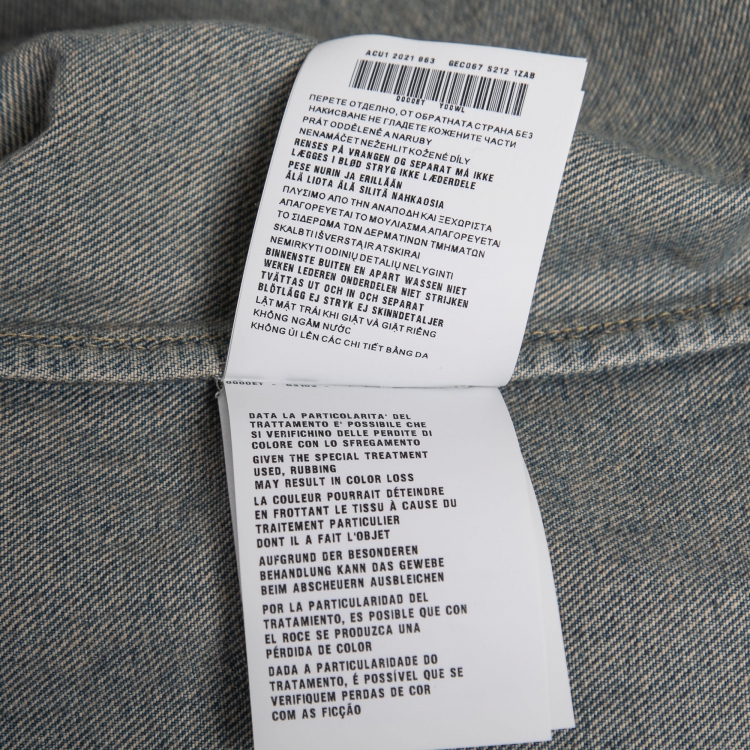 ACU1 2021 863 GEC067 S212 1ZAB
0000ET Y00WL
ПЕРЕТЕ ОТДЕЛНО, ОТ ОБРАТНАТА СТРАНА БЕЗ
НАКИСВАНЕ НЕ ГЛАДЕТЕ КОЖЕНИТЕ ЧАСТИ
PRÁT ODDĚLENĚ A NARUBY
NENAMÁČET NEŽEHLIT KOŽENÉ DÍLY
RENSES PÅ VRANGEN OG SEPARAT MÅ IKKE
LÆGGES I BLØD STRYG IKKE LÆDERDELE
PESE NURIN JA ERILLÄÄN
ÄLÄ LIOTA ÄLÄ SILITÄ NAHKAOSIA
ΠΛΥΣΙΜΟ ΑΠΟ ΤΗΝ ΑΝΑΠΟΔΗ ΚΑΙ ΞΕΧΩΡΙΣΤΑ
ΑΠΑΓΟΡΕΥΕΤΑΙ ΤΟ ΜΟΥΛΙΑΣΜΑ ΑΠΑΓΟΡΕΥΕΤΑΙ
ΤΟ ΣΙΔΕΡΩΜΑ ΤΩΝ ΔΕΡΜΑΤΙΝΩΝ ΤΜΗΜΑΤΩΝ
SKALBTI IŠVERSTĄ IR ATSKIRAI
NEMIRKYTI ODINIŲ DETALIŲ NELYGINTI
BINNENSTE BUITEN EN APART WASSEN NIET
WEKEN LEDEREN ONDERDELEN NIET STRIJKEN
TVÄTTAS UT OCH IN OCH SEPARAT
BLÖTLÄGG EJ STRYK EJ SKINNDETALJER
LẬT MẶT TRÁI KHI GIẶT VÀ GIẶT RIÊNG
KHÔNG NGÂM NƯỚC
KHÔNG ỦI LÊN CÁC CHI TIẾT BẰNG DA
DATA LA PARTICOLARITA' DEL
TRATTAMENTO E' POSSIBILE CHE
SI VERIFICHINO DELLE PERDITE DI
COLORE CON LO SFREGAMENTO
GIVEN THE SPECIAL TREATMENT
USED, RUBBING
MAY RESULT IN COLOR LOSS
LA COULEUR POURRAIT DÉTEINDRE
EN FROTTANT LE TISSU À CAUSE DU
TRAITEMENT PARTICULIER
DONT IL A FAIT L'OBJET
AUFGRUND DER BESONDEREN
BEHANDLUNG KANN DAS GEWEBE
BEIM ABSCHEUERN AUSBLEICHEN
POR LA PARTICULARIDAD DEL
TRATAMIENTO, ES POSIBLE QUE CON
EL ROCE SE PRODUZCA UNA
PÉRDIDA DE COLOR
DADA A PARTICULARIDADE DO
TRATAMENTO, É POSSÍVEL QUE SE
VERIFIQUEM PERDAS DE COR
COM AS FICÇÃO